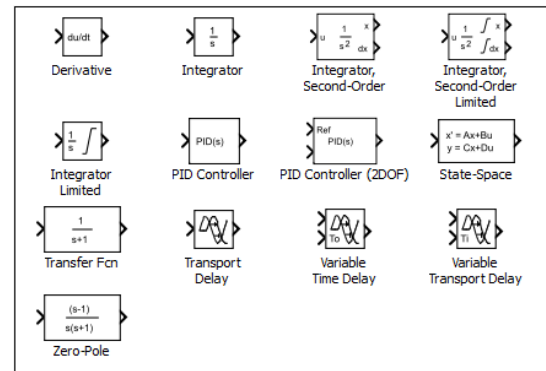 du/dt
Derivative
1
s
Integrator
u 1 x
s2 dx
Integrator,
Second-Order
u 1 ∫ x
s2 ∫ dx
Integrator,
Second-Order
Limited
1 ∫
s
Integrator
Limited
PID(s)
PID Controller
Ref
PID(s)
PID Controller (2DOF)
x' = Ax+Bu
y = Cx+Du
State-Space
1
s+1
Transfer Fcn
Transport
Delay
To
Variable
Time Delay
Ti
Variable
Transport Delay
(s-1)
s(s+1)
Zero-Pole